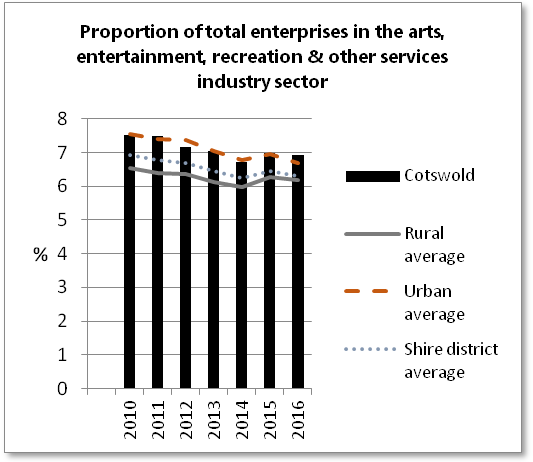 Proportion of total enterprises in the arts,
entertainment, recreation & other services
industry sector
8
7
6
5
4
3
2
1
0
%
2010
2011
2012
2013
2014
2015
2016
Cotswold
Rural
average
Urban
average
Shire district
average